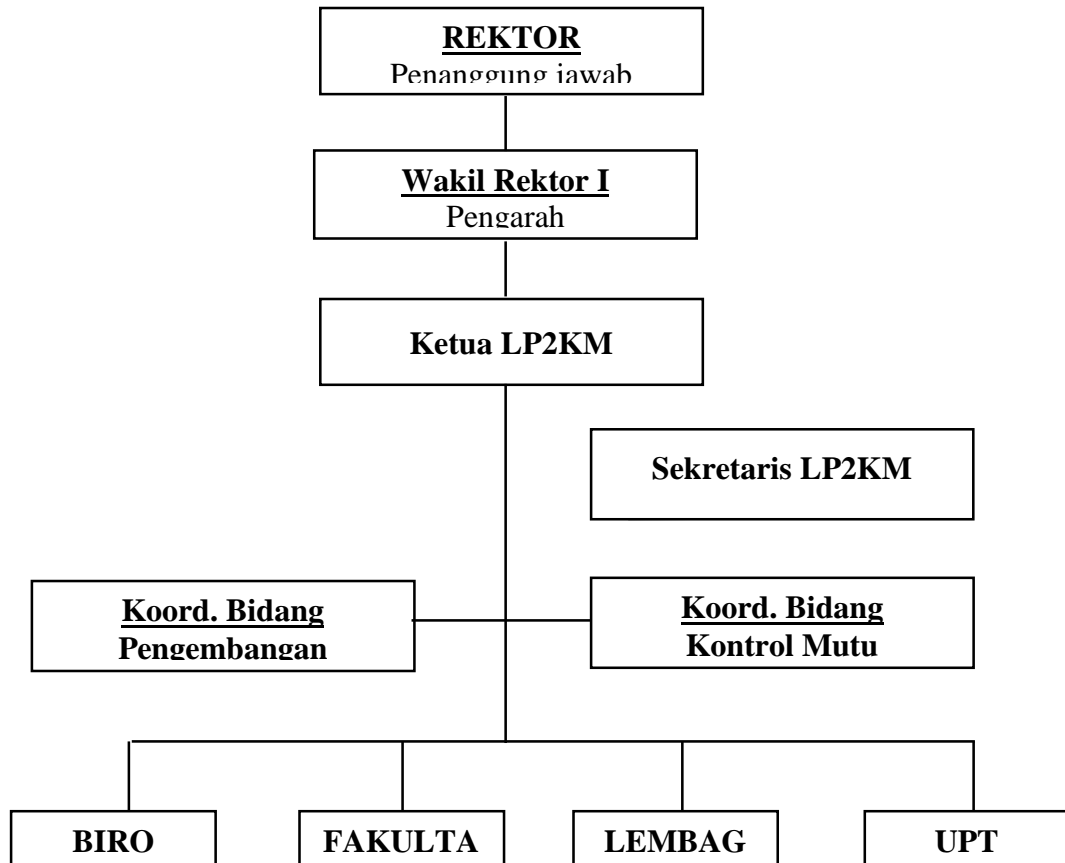 REKTOR
Penanggung jawab
Wakil Rektor I
Pengarah
Ketua LP2KM
Sekretaris LP2KM
Koord. Bidang
Pengembangan
Koord. Bidang
Kontrol Mutu
BIRO
FAKULTA
LEMBAG
UPT